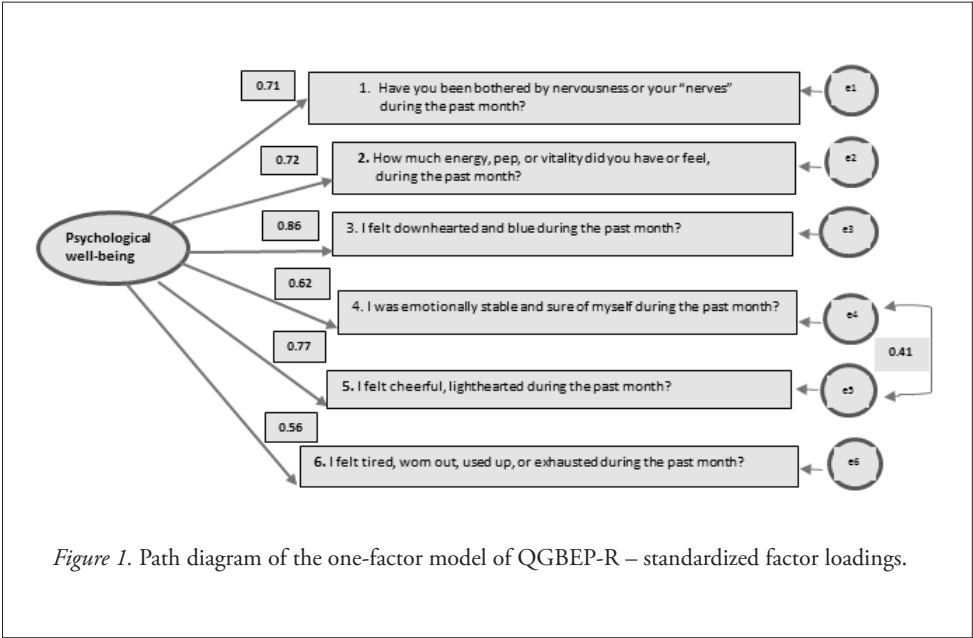 0.71
1. Have you been bothered by nervousness or your “nerves”
during the past month?
e1
0.72
2. How much energy, pep, or vitality did you have or feel,
during the past month?
e2
0.86
3. I felt downhearted and blue during the past month?
e3
Psychological
well-being
0.62
4. I was emotionally stable and sure of myself during the past month?
e4
0.41
0.77
5. I felt cheerful, lighthearted during the past month?
e5
0.56
6. I felt tired, worn out, used up, or exhausted during the past month?
e6
Figure 1. Path diagram of the one-factor model of QGBEP-R – standardized factor loadings.